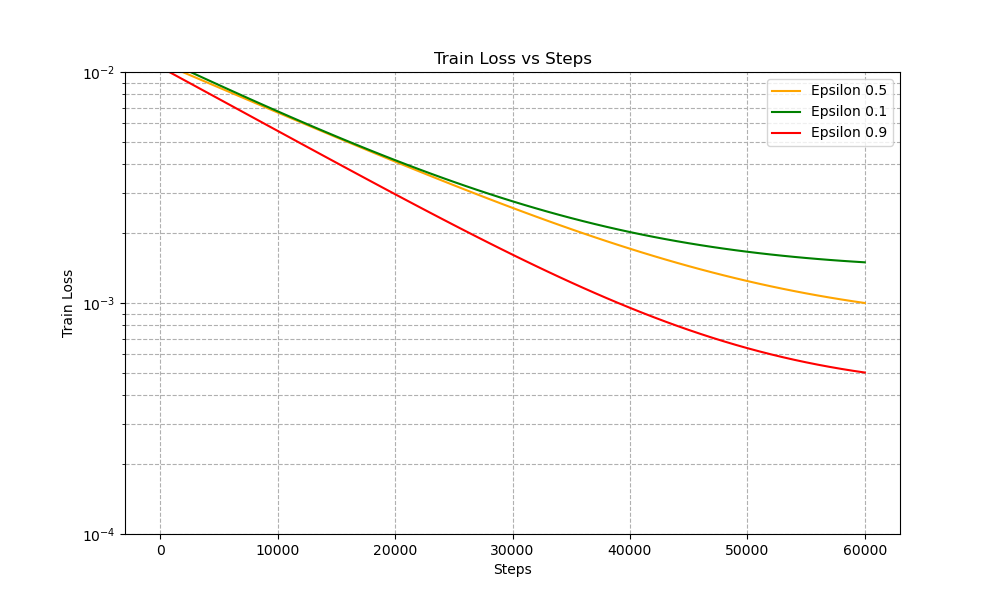 Train Loss vs Steps
Epsilon 0.5
Epsilon 0.1
Epsilon 0.9
Train Loss
10⁻²
10⁻³
10⁻⁴
0 10000 20000 30000 40000 50000 60000
Steps